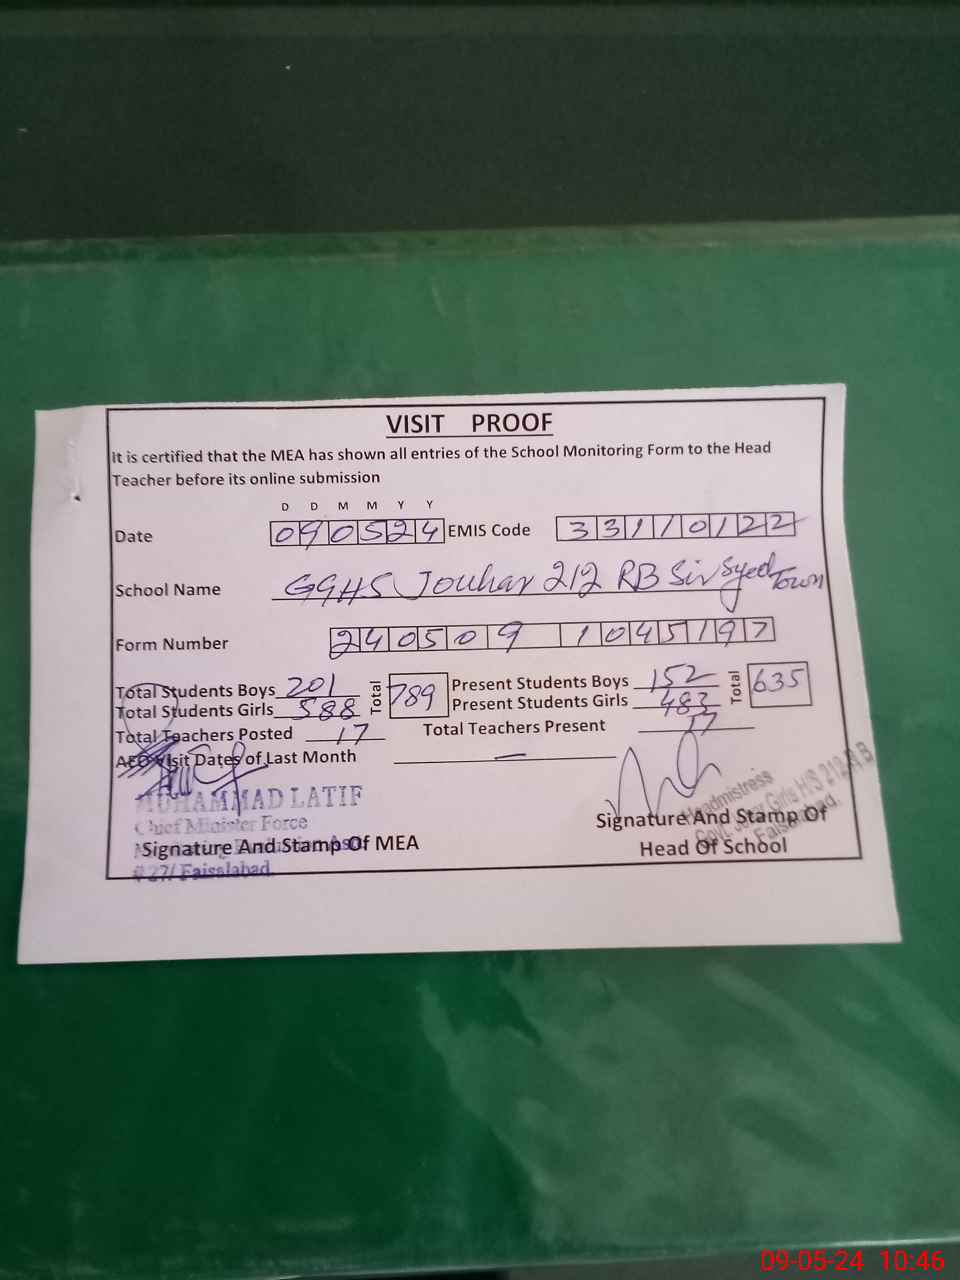 VISIT PROOF
It is certified that the MEA has shown all entries of the School Monitoring Form to the Head
Teacher before its online submission
D D M M Y Y
Date 090524 EMIS Code 33110122
School Name GGHS Jouhar 212 RB Sir Syed Town
Form Number 240509 1045197
Total Students Boys 201 Total 789 Present Students Boys 152 Total 635
Total Students Girls 588 Present Students Girls 483
Total Teachers Posted 17 Total Teachers Present 17
AEO Visit Dates of Last Month —
MUHAMMAD LATIF
Chief Minister Force
Signature And Stamp Of MEA
# 27/ Faisalabad.
Headmistress
Girls H/S 212 R.B
Faisalabad.
Signature And Stamp Of
Head Of School
09-05-24 10:46